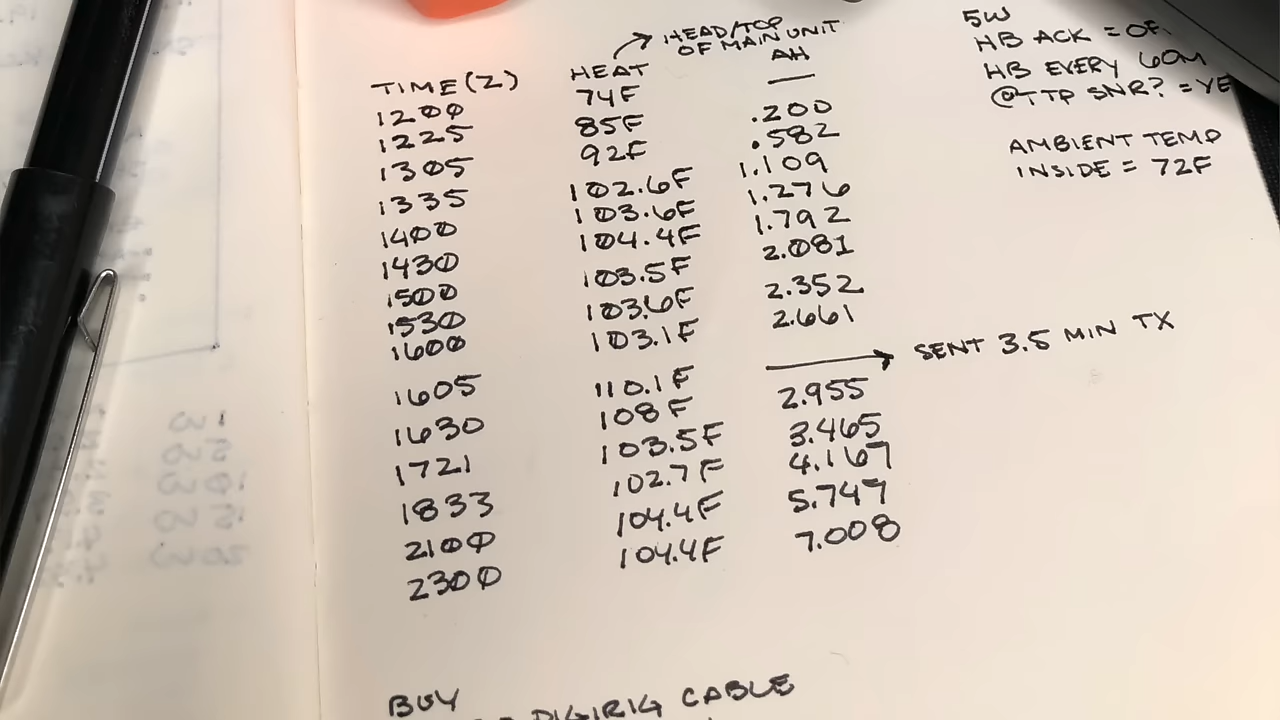 HEAD/TOP
OF MAIN UNIT
TIME(Z) HEAT AH
1200 74F —
1225 85F .200
1305 92F .582
1335 102.6F 1.109
1400 103.6F 1.276
1430 104.4F 1.792
1500 103.5F 2.081
1530 103.6F 2.352
1600 103.1F 2.661
1605 110.1F → SENT 3.5 MIN TX
1630 108F 2.955
1721 103.5F 3.465
1833 102.7F 4.167
2100 104.4F 5.747
2300 104.4F 7.008
5W
HB ACK =
HB EVERY 60M
@TTP SNR? = YE
AMBIENT TEMP
INSIDE = 72F
BUY
DIGIRIG CABLE